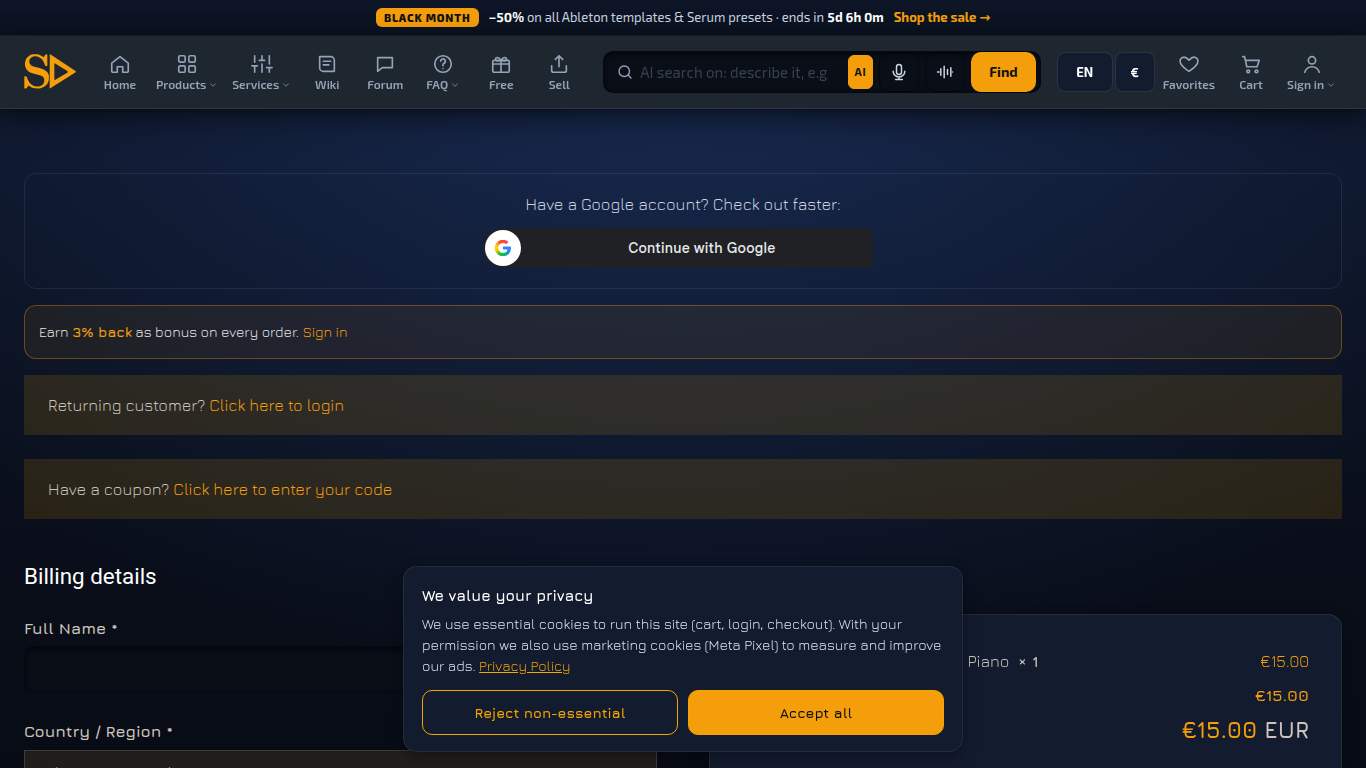 BLACK MONTH −50% on all Ableton templates & Serum presets · ends in 5d 6h 0m Shop the sale →
SD
Home
Products
Services
Wiki
Forum
FAQ
Free
Sell
AI search on: describe it, e.g
AI
Find
EN
€
Favorites
Cart
Sign in
Have a Google account? Check out faster:
Continue with Google
Earn 3% back as bonus on every order. Sign in
Returning customer? Click here to login
Have a coupon? Click here to enter your code
Billing details
Full Name *
Country / Region *
We value your privacy
We use essential cookies to run this site (cart, login, checkout). With your
permission we also use marketing cookies (Meta Pixel) to measure and improve
our ads. Privacy Policy
Reject non-essential
Accept all
Piano × 1
€15.00
€15.00
€15.00 EUR